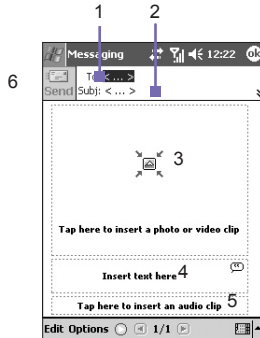 1 2
Messaging 12:22 ok
6
To: < ... >
Send Subj: < ... >
3
Tap here to insert a photo or video clip
Insert text here 4
Tap here to insert an audio clip 5
Edit Options 1/1